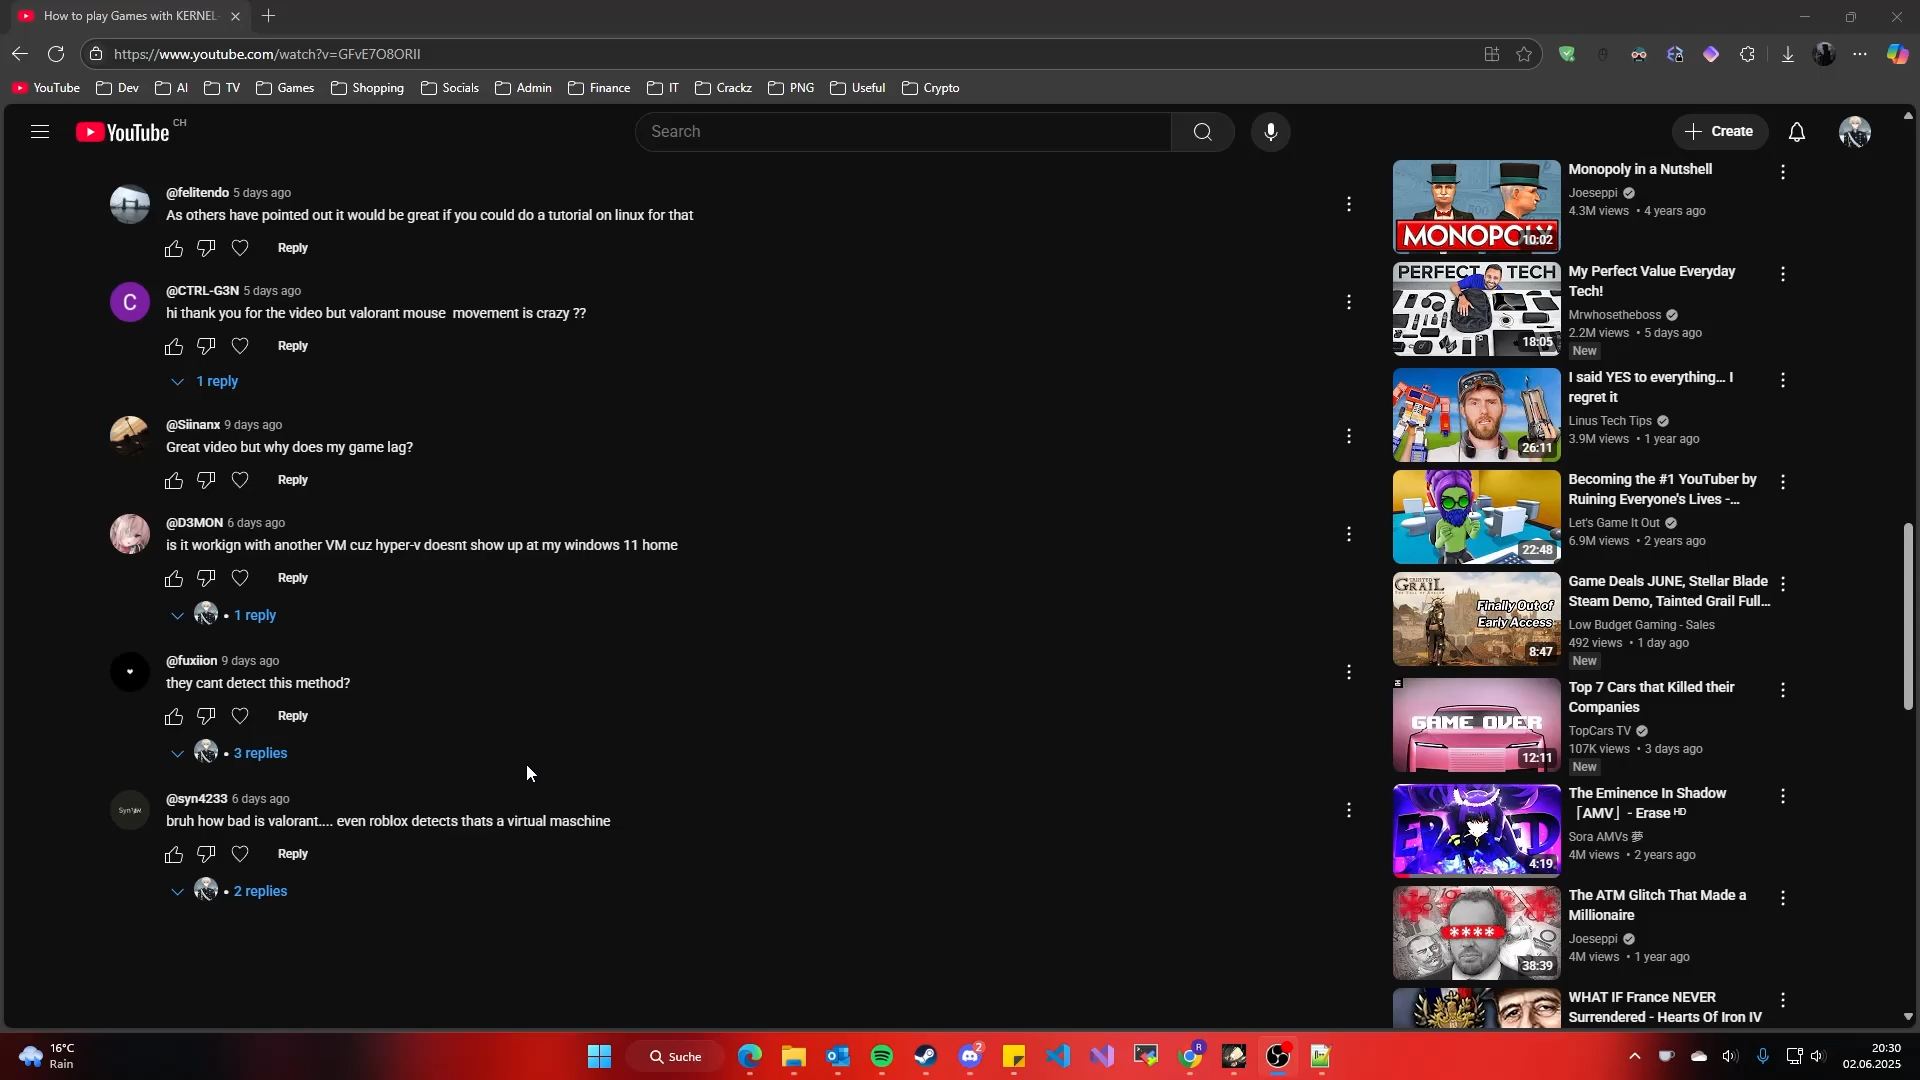 How to play Games with KERNEL-
https://www.youtube.com/watch?v=GFvE7O8ORII
YouTube
Dev
AI
TV
Games
Shopping
Socials
Admin
Finance
IT
Crackz
PNG
Useful
Crypto
YouTube CH
Search
Create
@felitendo 5 days ago
As others have pointed out it would be great if you could do a tutorial on linux for that
Reply
@CTRL-G3N 5 days ago
hi thank you for the video but valorant mouse  movement is crazy ??
Reply
1 reply
@Siinanx 9 days ago
Great video but why does my game lag?
Reply
@D3MON 6 days ago
is it workign with another VM cuz hyper-v doesnt show up at my windows 11 home
Reply
• 1 reply
@fuxiion 9 days ago
they cant detect this method?
Reply
• 3 replies
@syn4233 6 days ago
bruh how bad is valorant.... even roblox detects thats a virtual maschine
Reply
• 2 replies
MONOPOLY
10:02
Monopoly in a Nutshell
Joeseppi
4.3M views • 4 years ago
PERFECT TECH
18:05
My Perfect Value Everyday
Tech!
Mrwhosetheboss
2.2M views • 5 days ago
New
26:11
I said YES to everything... I
regret it
Linus Tech Tips
3.9M views • 1 year ago
22:48
Becoming the #1 YouTuber by
Ruining Everyone's Lives -...
Let's Game It Out
6.9M views • 2 years ago
TAINTED
GRAIL
Finally Out of
Early Access
8:47
Game Deals JUNE, Stellar Blade
Steam Demo, Tainted Grail Full...
Low Budget Gaming - Sales
492 views • 1 day ago
New
GAME OVER
12:11
Top 7 Cars that Killed their
Companies
TopCars TV
107K views • 3 days ago
New
4:19
The Eminence In Shadow
「AMV」 - Erase ᴴᴰ
Sora AMVs 夢
4M views • 2 years ago
****
38:39
The ATM Glitch That Made a
Millionaire
Joeseppi
4M views • 1 year ago
WHAT IF France NEVER
Surrendered - Hearts Of Iron IV
16°C
Rain
Suche
2
20:30
02.06.2025